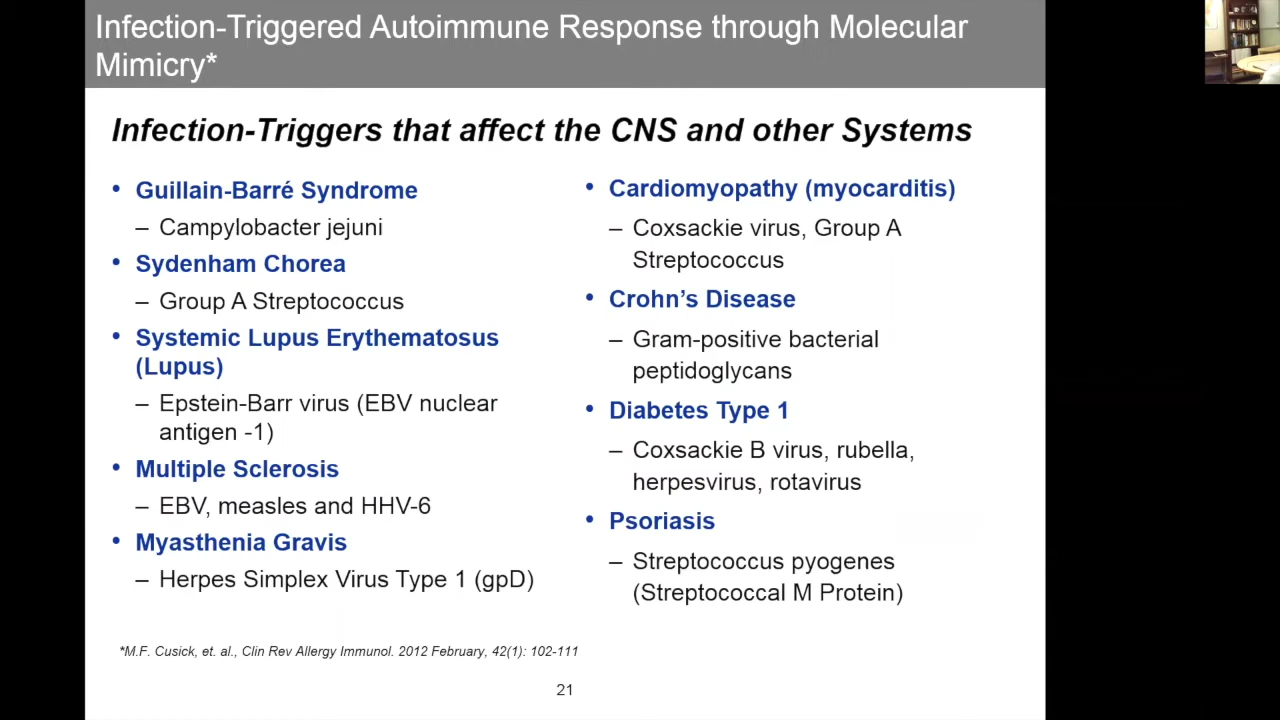 Infection-Triggered Autoimmune Response through Molecular
Mimicry*
Infection-Triggers that affect the CNS and other Systems
• Guillain-Barré Syndrome
– Campylobacter jejuni
• Sydenham Chorea
– Group A Streptococcus
• Systemic Lupus Erythematosus
(Lupus)
– Epstein-Barr virus (EBV nuclear
antigen -1)
• Multiple Sclerosis
– EBV, measles and HHV-6
• Myasthenia Gravis
– Herpes Simplex Virus Type 1 (gpD)
• Cardiomyopathy (myocarditis)
– Coxsackie virus, Group A
Streptococcus
• Crohn’s Disease
– Gram-positive bacterial
peptidoglycans
• Diabetes Type 1
– Coxsackie B virus, rubella,
herpesvirus, rotavirus
• Psoriasis
– Streptococcus pyogenes
(Streptococcal M Protein)
*M.F. Cusick, et. al., Clin Rev Allergy Immunol. 2012 February, 42(1): 102-111
21